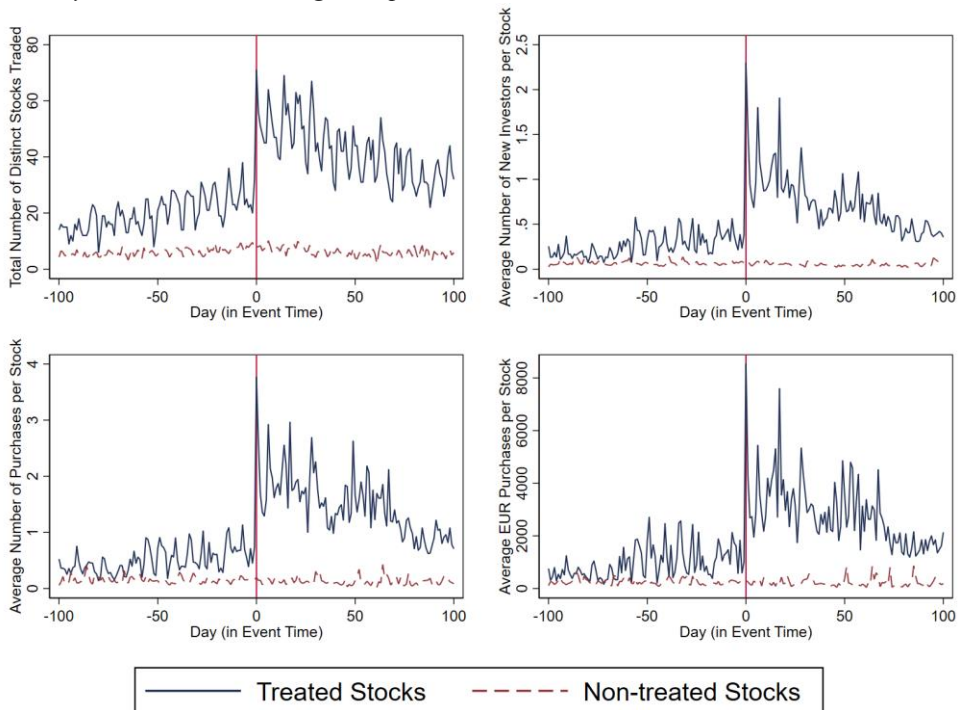 Total Number of Distinct Stocks Traded
80
60
40
20
0
-100 -50 0 50 100
Day (in Event Time)
Average Number of New Investors per Stock
2.5
2
1.5
1
.5
0
-100 -50 0 50 100
Day (in Event Time)
Average Number of Purchases per Stock
4
3
2
1
0
-100 -50 0 50 100
Day (in Event Time)
Average EUR Purchases per Stock
8000
6000
4000
2000
0
-100 -50 0 50 100
Day (in Event Time)
Treated Stocks Non-treated Stocks